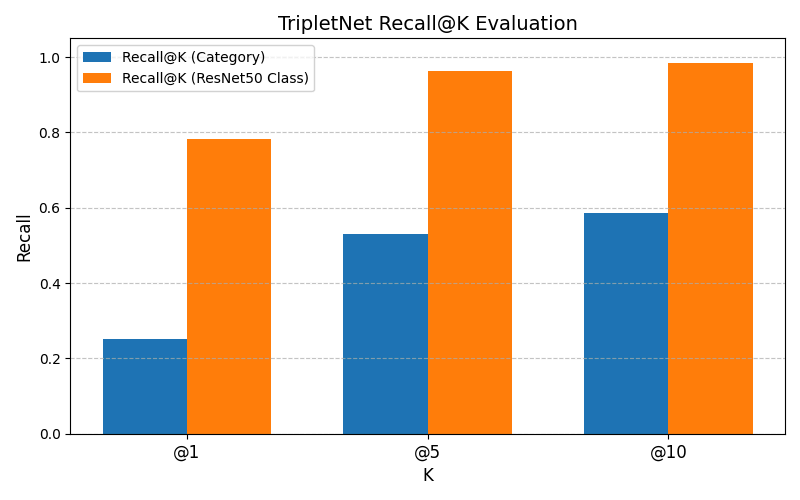 TripletNet Recall@K Evaluation
Recall@K (Category)
Recall@K (ResNet50 Class)
1.0
0.8
0.6
0.4
0.2
0.0
Recall
@1
@5
@10
K